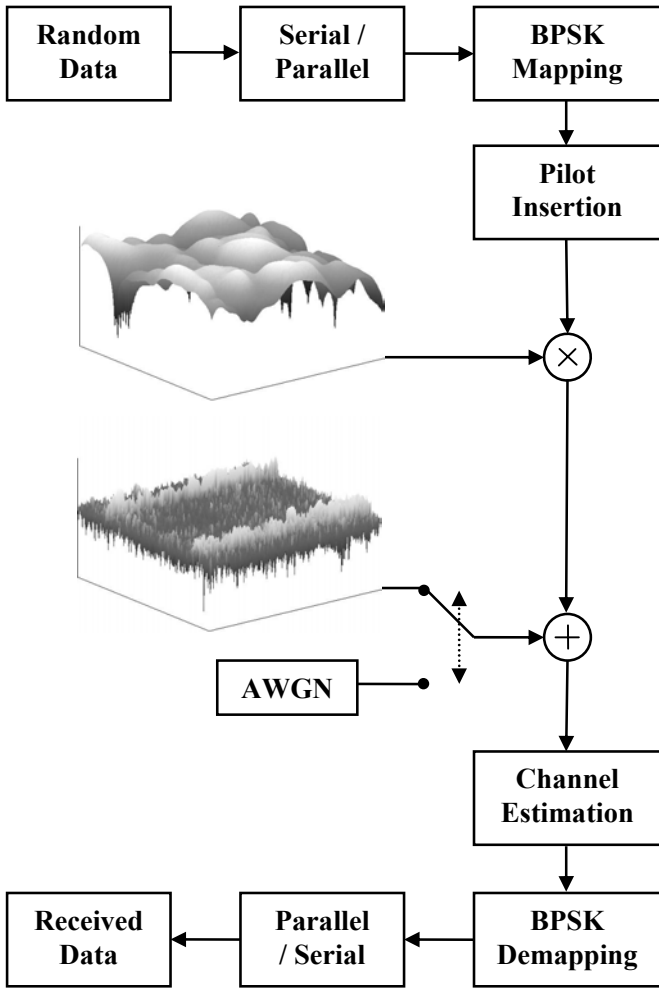 Random
Data
Serial /
Parallel
BPSK
Mapping
Pilot
Insertion
AWGN
Channel
Estimation
Received
Data
Parallel
/ Serial
BPSK
Demapping